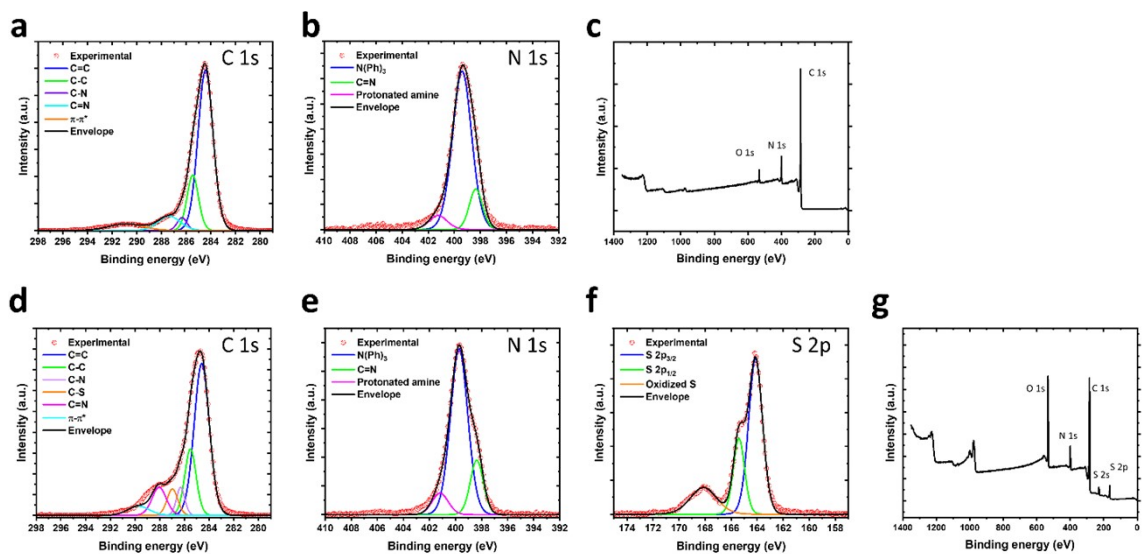 a
C 1s
Experimental
C=C
C-C
C-N
C=N
π-π*
Envelope
Intensity (a.u.)
298 296 294 292 290 288 286 284 282 280
Binding energy (eV)
b
N 1s
Experimental
N(Ph)₃
C=N
Protonated amine
Envelope
Intensity (a.u.)
410 408 406 404 402 400 398 396 394 392
Binding energy (eV)
c
C 1s
O 1s
N 1s
Intensity (a.u.)
1400 1200 1000 800 600 400 200 0
Binding energy (eV)
d
C 1s
Experimental
C=C
C-C
C-N
C-S
C=N
π-π*
Envelope
Intensity (a.u.)
298 296 294 292 290 288 286 284 282 280
Binding energy (eV)
e
N 1s
Experimental
N(Ph)₃
C=N
Protonated amine
Envelope
Intensity (a.u.)
410 408 406 404 402 400 398 396 394 392
Binding energy (eV)
f
S 2p
Experimental
S 2p3/2
S 2p1/2
Oxidized S
Envelope
Intensity (a.u.)
174 172 170 168 166 164 162 160 158
Binding energy (eV)
g
O 1s
C 1s
N 1s
S 2p
S 2s
Intensity (a.u.)
1400 1200 1000 800 600 400 200 0
Binding energy (eV)